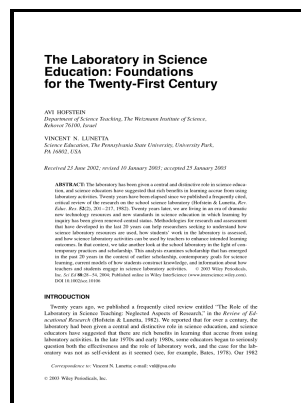 The Laboratory in Science
Education: Foundations
for the Twenty-First Century
AVI HOFSTEIN
Department of Science Teaching, The Weizmann Institute of Science,
Rehovot 76100, Israel
VINCENT N. LUNETTA
Science Education, The Pennsylvania State University, University Park,
PA 16802, USA
Received 23 June 2002; revised 10 January 2003; accepted 25 January 2003
ABSTRACT: The laboratory has been given a central and distinctive role in science educa-
tion, and science educators have suggested that rich benefits in learning accrue from using
laboratory activities. Twenty years have been elapsed since we published a frequently cited,
critical review of the research on the school science laboratory (Hofstein & Lunetta, Rev.
Educ. Res. 52(2), 201–217, 1982). Twenty years later, we are living in an era of dramatic
new technology resources and new standards in science education in which learning by
inquiry has been given renewed central status. Methodologies for research and assessment
that have developed in the last 20 years can help researchers seeking to understand how
science laboratory resources are used, how students' work in the laboratory is assessed,
and how science laboratory activities can be used by teachers to enhance intended learning
outcomes. In that context, we take another look at the school laboratory in the light of con-
temporary practices and scholarship. This analysis examines scholarship that has emerged
in the past 20 years in the context of earlier scholarship, contemporary goals for science
learning, current models of how students construct knowledge, and information about how
teachers and students engage in science laboratory activities. © 2003 Wiley Periodicals,
Inc. Sci Ed 88:28–54, 2004; Published online in Wiley InterScience (www.interscience.wiley.com).
DOI 10.1002/sce.10106
INTRODUCTION
Twenty years ago, we published a frequently cited review entitled "The Role of the
Laboratory in Science Teaching: Neglected Aspects of Research," in the Review of Ed-
ucational Research (Hofstein & Lunetta, 1982). We reported that for over a century, the
laboratory had been given a central and distinctive role in science education, and science
educators have suggested that there are rich benefits in learning that accrue from using
laboratory activities. In the late 1970s and early 1980s, some educators began to seriously
question both the effectiveness and the role of laboratory work, and the case for the lab-
oratory was not as self-evident as it seemed (see, for example, Bates, 1978). Our 1982
Correspondence to: Vincent N. Lunetta; e-mail: vnl@psu.edu
© 2003 Wiley Periodicals, Inc.